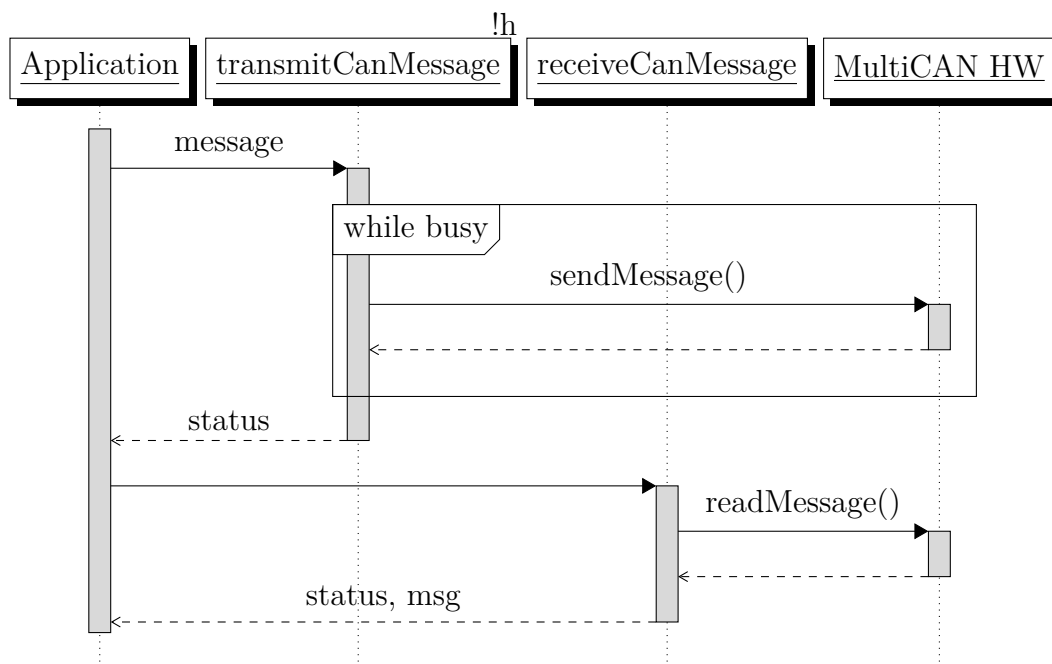 !h
Application
transmitCanMessage
receiveCanMessage
MultiCAN HW
message
while busy
sendMessage()
status
readMessage()
status, msg